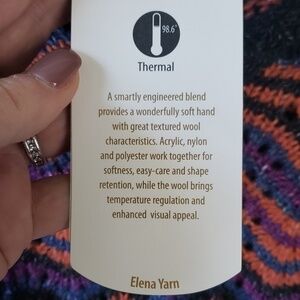 98.6°
Thermal
A smartly engineered blend
provides a wonderfully soft hand
with great textured wool
characteristics. Acrylic, nylon
and polyester work together for
softness, easy-care and shape
retention, while the wool brings
temperature regulation and
enhanced visual appeal.
Elena Yarn